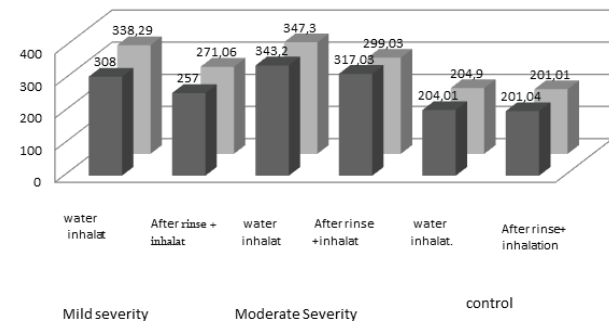 400
300
200
100
0
308
338,29
257
271,06
343,2
347,3
317,03
299,03
204,01
204,9
201,04
201,01
water
inhalat
After rinse +
inhalat
water
inhalat
After rinse
+inhalat
water
inhalat.
After rinse+
inhalation
Mild severity
Moderate Severity
control